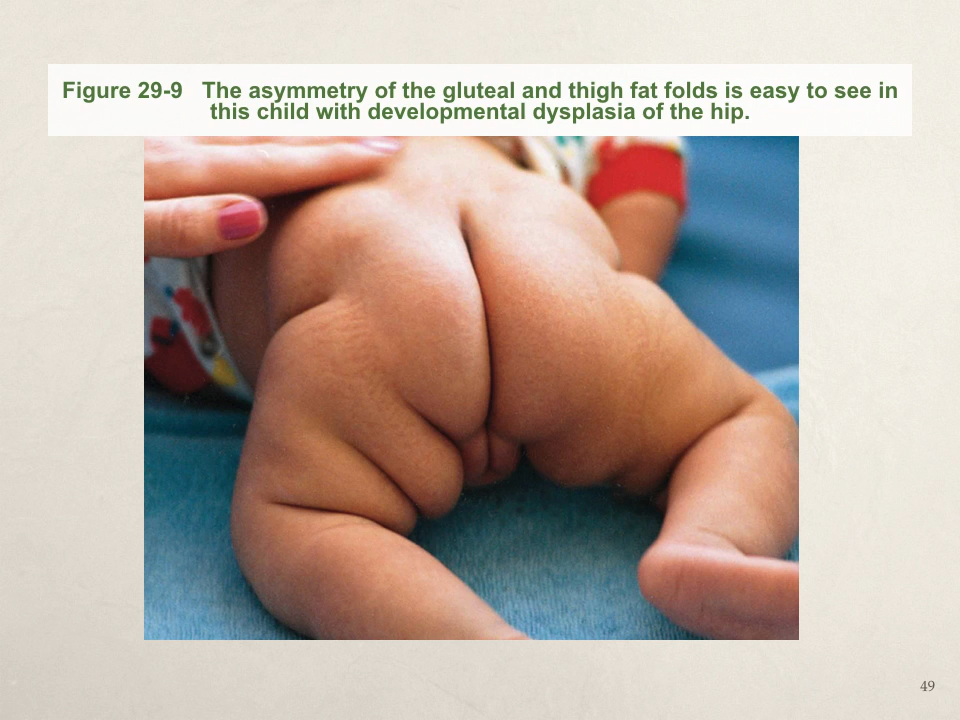 Figure 29-9 The asymmetry of the gluteal and thigh fat folds is easy to see in
this child with developmental dysplasia of the hip.
49